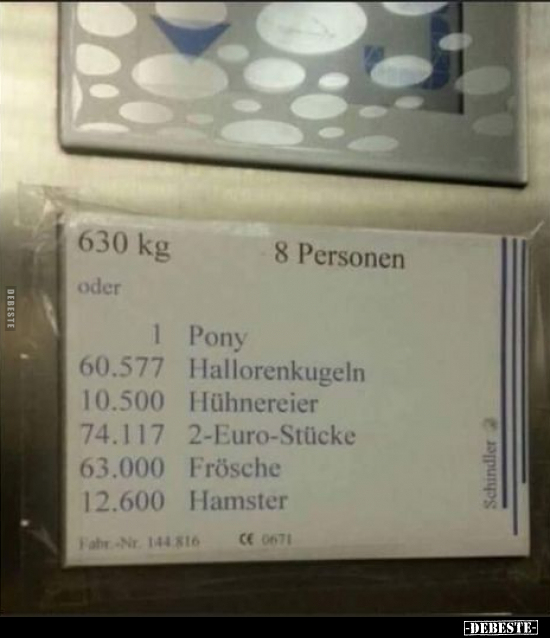 630 kg 8 Personen
oder
1 Pony
60.577 Hallorenkugeln
10.500 Hühnereier
74.117 2-Euro-Stücke
63.000 Frösche
12.600 Hamster
Fabr.-Nr. 144.816 CE 0671
Schindler
DEBESTE
-DEBESTE-